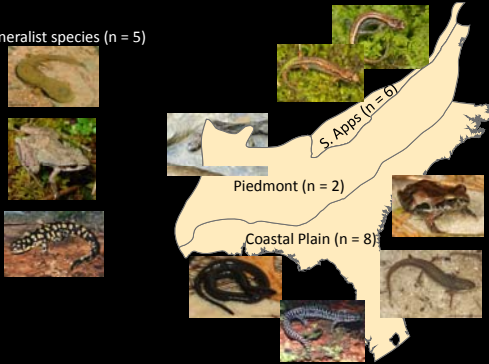 neralist species (n = 5)
S. Apps (n = 6)
Piedmont (n = 2)
Coastal Plain (n = 8)